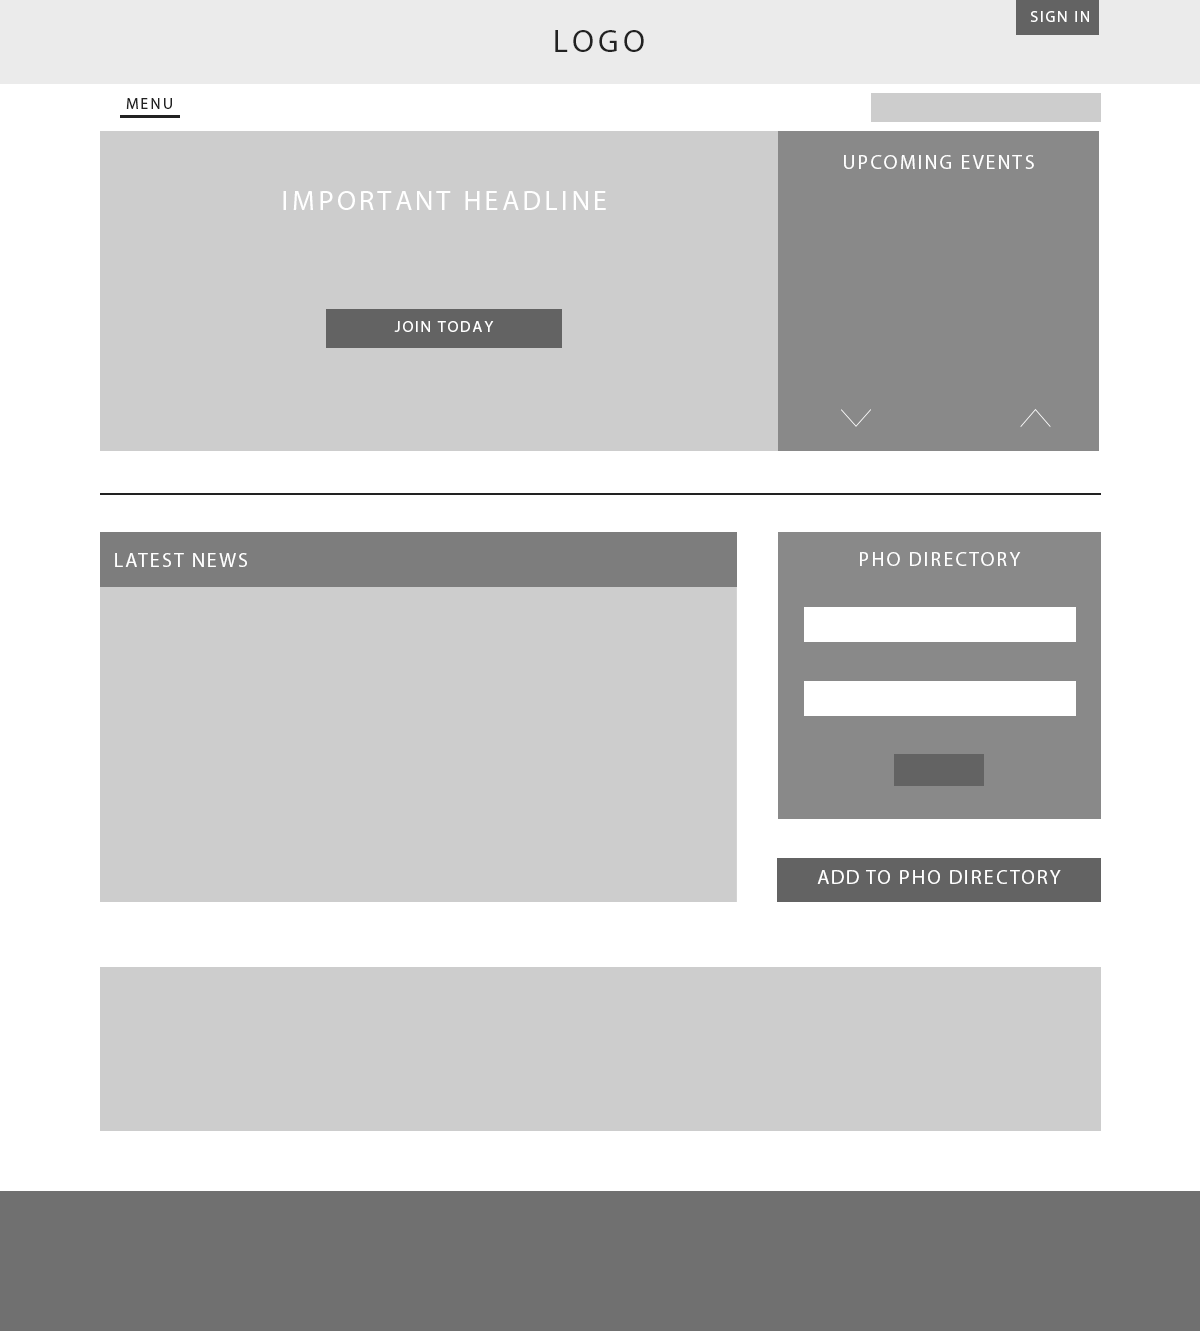 SIGN IN
LOGO
MENU
IMPORTANT HEADLINE
JOIN TODAY
UPCOMING EVENTS
LATEST NEWS
PHO DIRECTORY
ADD TO PHO DIRECTORY